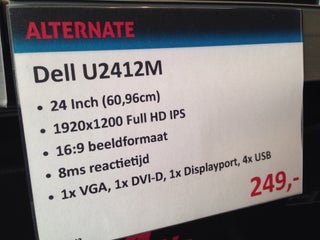 ALTERNATE
Dell U2412M
• 24 Inch (60,96cm)
• 1920x1200 Full HD IPS
• 16:9 beeldformaat
• 8ms reactietijd
• 1x VGA, 1x DVI-D, 1x Displayport, 4x USB
249,-